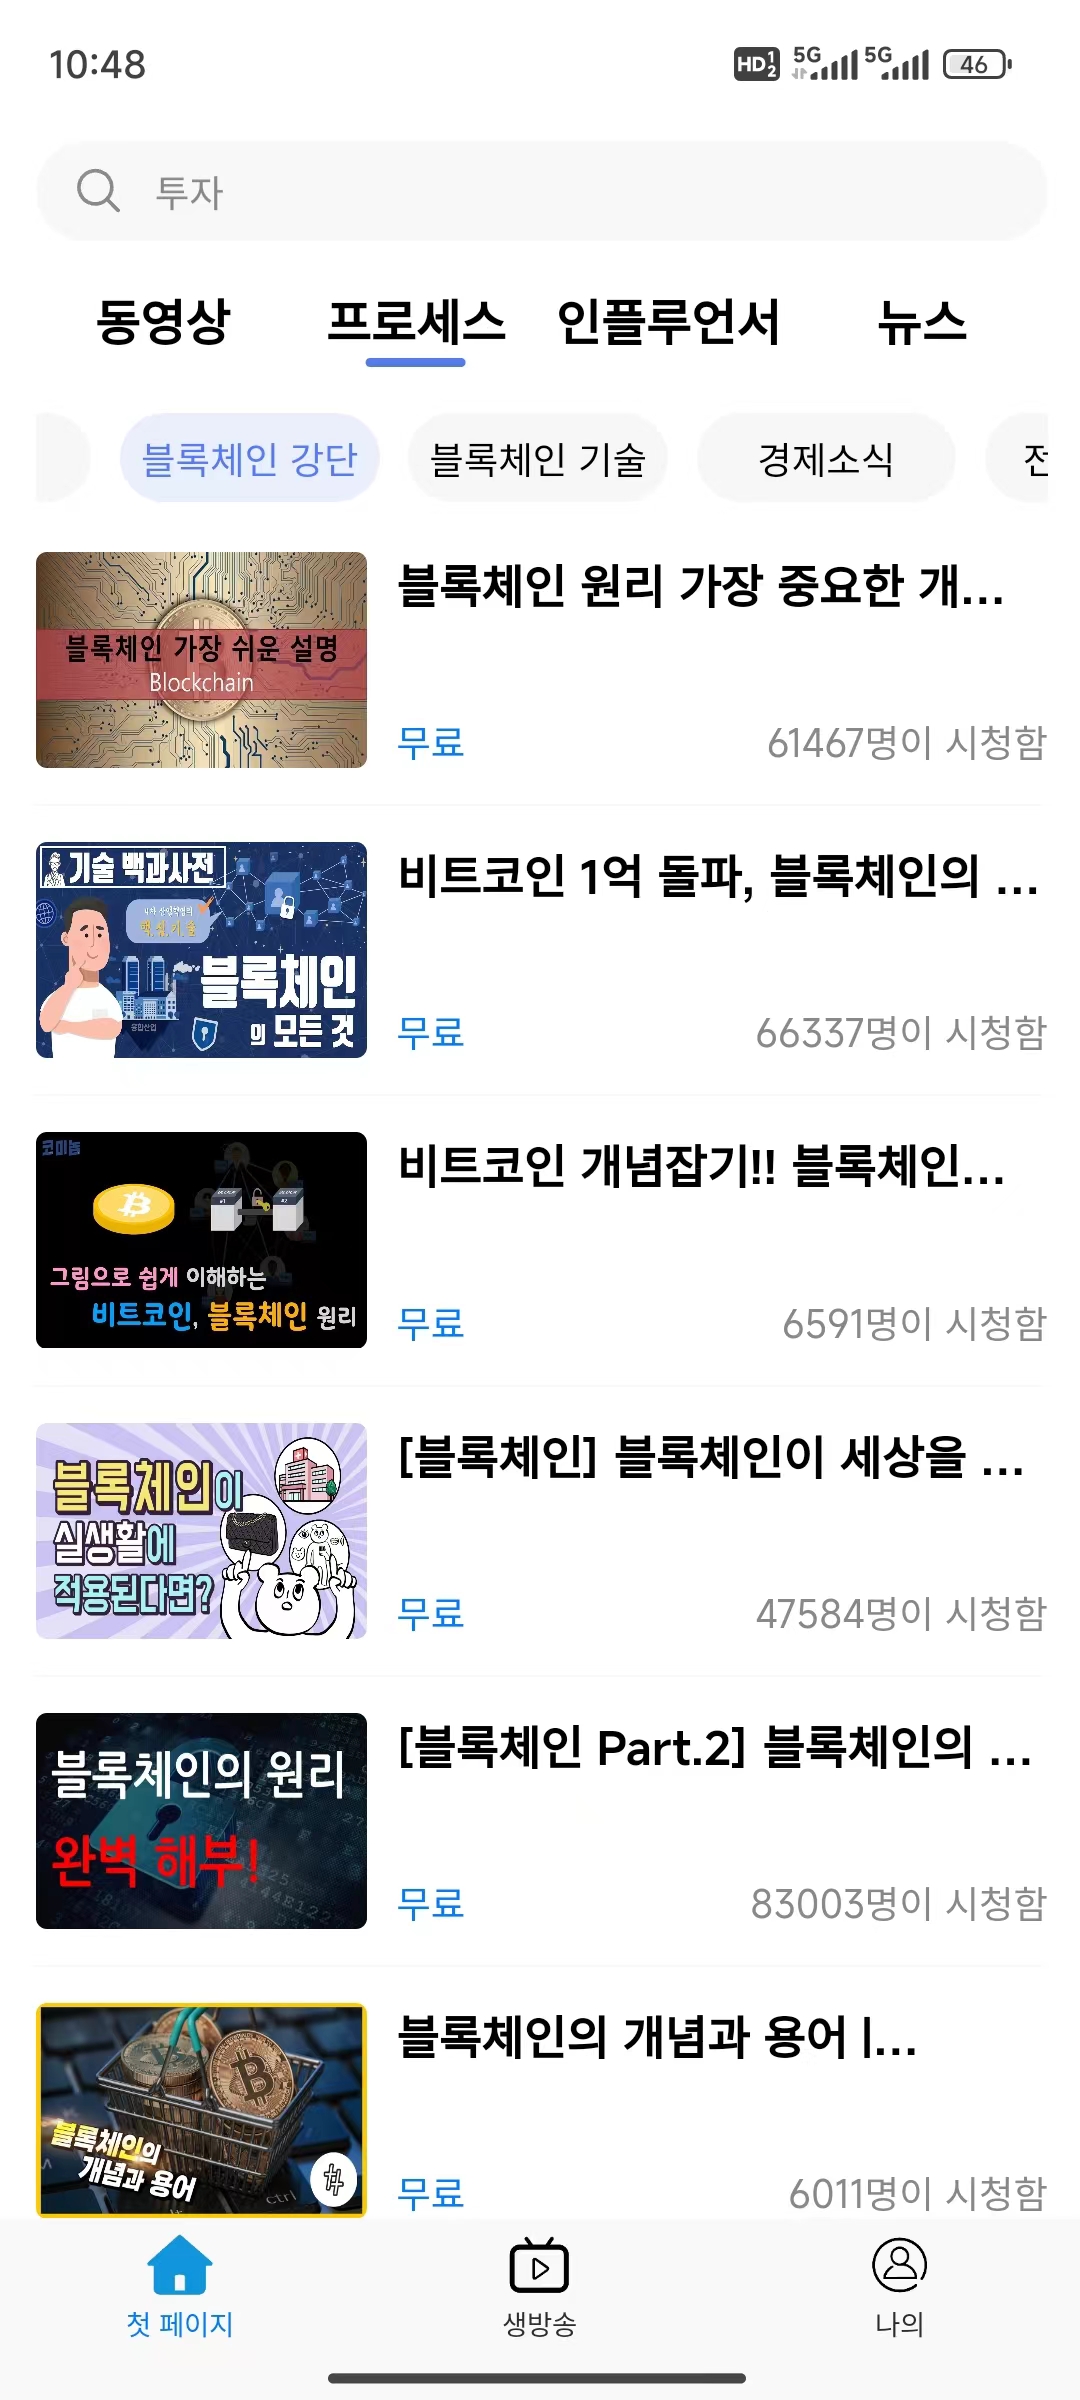 10:48
HD 1 2 5G 5G 46
투자
동영상 프로세스 인플루언서 뉴스
블록체인 강단 블록체인 기술 경제소식 전
블록체인 가장 쉬운 설명
Blockchain
블록체인 원리 가장 중요한 개...
무료 61467명이 시청함
기술 백과사전
핵심기술
블록체인
의 모든 것
융합산업
비트코인 1억 돌파, 블록체인의 ...
무료 66337명이 시청함
코미놈
그림으로 쉽게 이해하는
비트코인, 블록체인 원리
비트코인 개념잡기!! 블록체인...
무료 6591명이 시청함
블록체인이
실생활에
적용된다면?
[블록체인] 블록체인이 세상을 ...
무료 47584명이 시청함
블록체인의 원리
완벽 해부!
[블록체인 Part.2] 블록체인의 ...
무료 83003명이 시청함
블록체인의
개념과 용어
ctrl
블록체인의 개념과 용어 |...
무료 6011명이 시청함
첫 페이지 생방송 나의